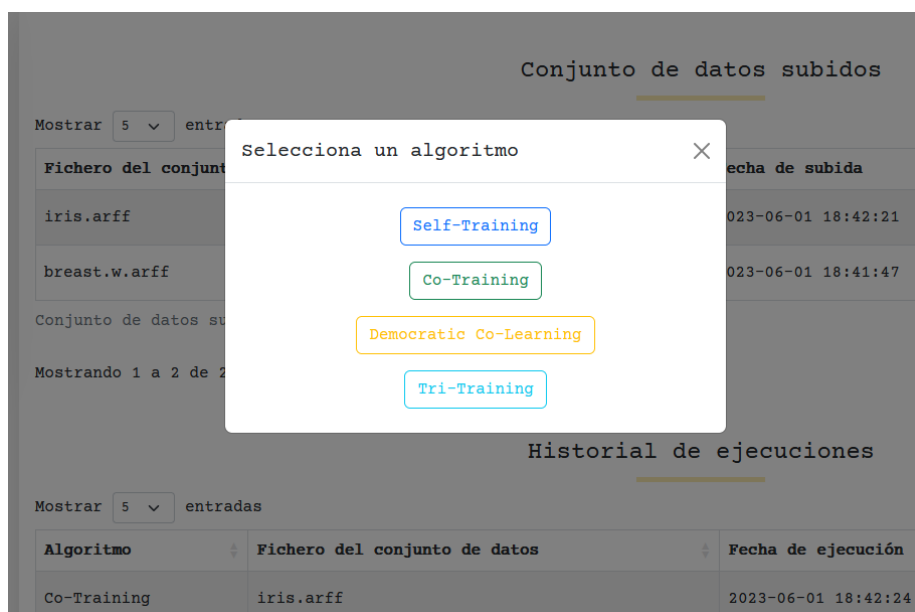 Conjunto de datos subidos
Mostrar 5 entr
Selecciona un algoritmo
Fichero del conjunt
echa de subida
iris.arff
023-06-01 18:42:21
Self-Training
breast.w.arff
023-06-01 18:41:47
Co-Training
Conjunto de datos su
Democratic Co-Learning
Mostrando 1 a 2 de 2
Tri-Training
Historial de ejecuciones
Mostrar 5 entradas
Algoritmo Fichero del conjunto de datos Fecha de ejecución
Co-Training iris.arff 2023-06-01 18:42:24